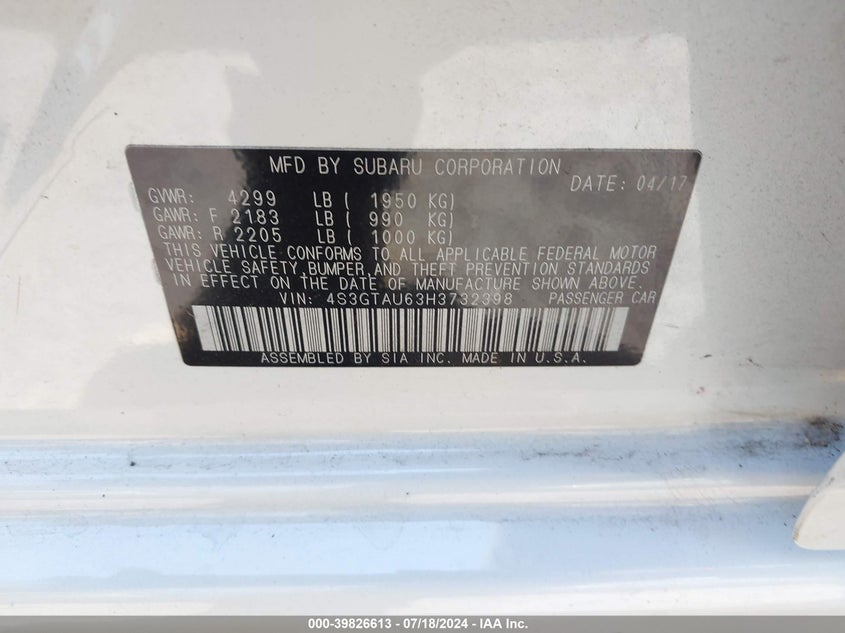 MFD BY SUBARU CORPORATION
DATE: 04/17
GVWR: 4299 LB ( 1950 KG)
GAWR: F 2183 LB ( 990 KG)
GAWR: R 2205 LB ( 1000 KG)
THIS VEHICLE CONFORMS TO ALL APPLICABLE FEDERAL MOTOR
VEHICLE SAFETY, BUMPER, AND THEFT PREVENTION STANDARDS
IN EFFECT ON THE DATE OF MANUFACTURE SHOWN ABOVE.
VIN: 4S3GTAU63H3732398 PASSENGER CAR
ASSEMBLED BY SIA INC. MADE IN U.S.A.
000-39826613 - 07/18/2024 - IAA Inc.